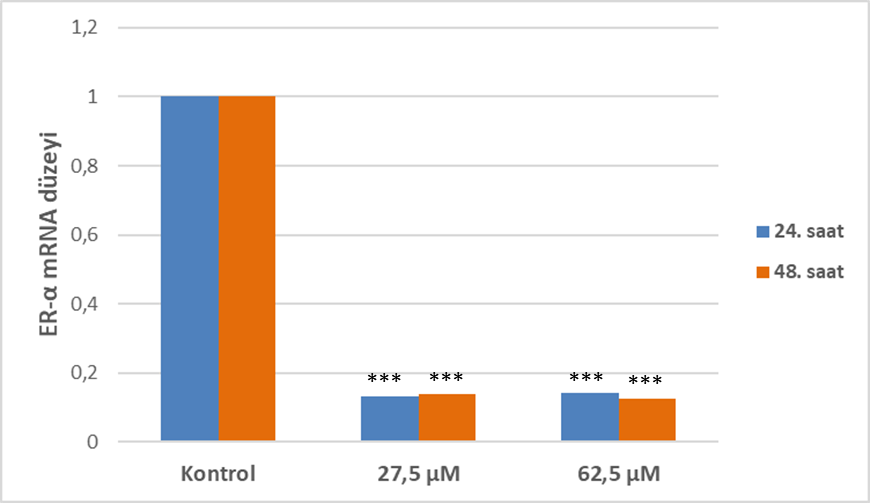 1,2
1
0,8
0,6
0,4
0,2
0
ER-α mRNA düzeyi
*** *** *** ***
Kontrol 27,5 µM 62,5 µM
24. saat
48. saat